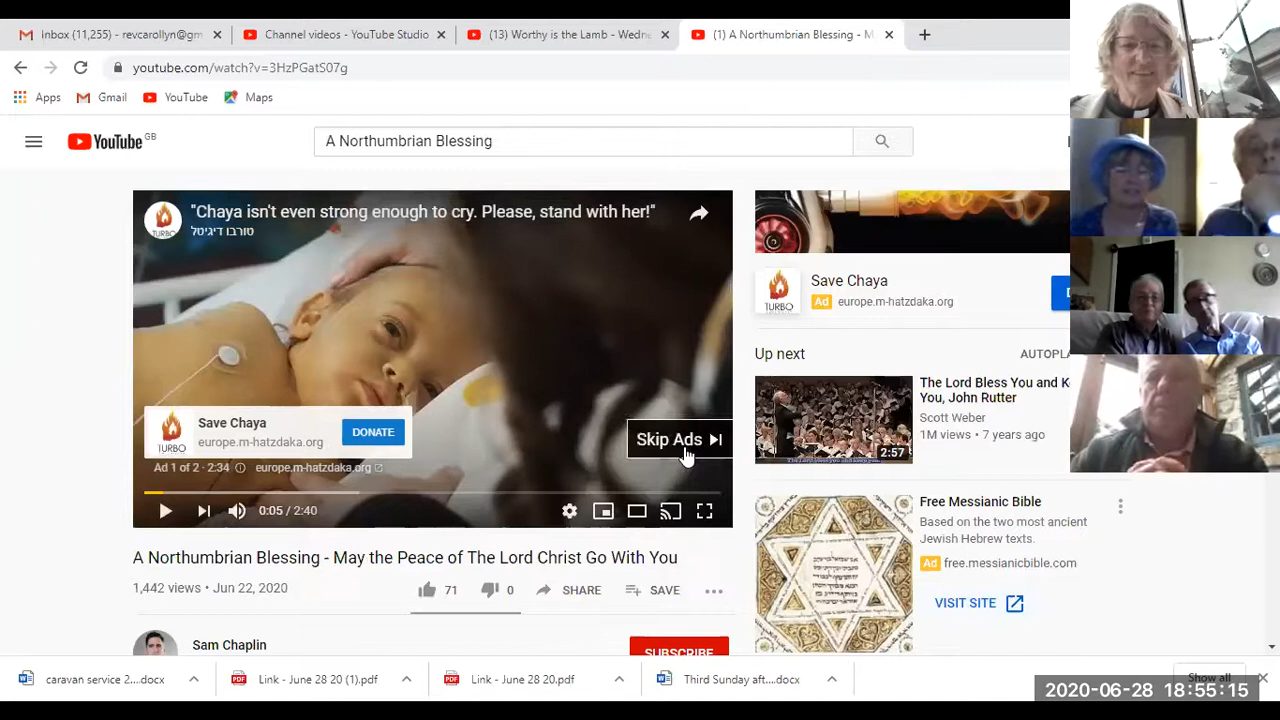 Inbox (11,255) - revcarollyn@gm
Channel videos - YouTube Studio
(13) Worthy is the Lamb - Wedne
(1) A Northumbrian Blessing - M
youtube.com/watch?v=3HzPGatS07g
Apps
Gmail
YouTube
Maps
YouTube GB
A Northumbrian Blessing
"Chaya isn't even strong enough to cry. Please, stand with her!"
טורבו דיגיטל
Save Chaya
europe.m-hatzdaka.org
DONATE
TURBO
Skip Ads
Ad 1 of 2 · 2:34
europe.m-hatzdaka.org
0:05 / 2:40
A Northumbrian Blessing - May the Peace of The Lord Christ Go With You
,442 views • Jun 22, 2020
71
0
SHARE
SAVE
Sam Chaplin
SUBSCRIBE
TURBO
Save Chaya
Ad europe.m-hatzdaka.org
Up next
AUTOPLA
The Lord Bless You and K
You, John Rutter
Scott Weber
1M views • 7 years ago
2:57
Free Messianic Bible
Based on the two most ancient
Jewish Hebrew texts.
Ad free.messianicbible.com
VISIT SITE
caravan service 2....docx
Link - June 28 20 (1).pdf
Link - June 28 20.pdf
Third Sunday aft....docx
Show all
2020-06-28 18:55:15